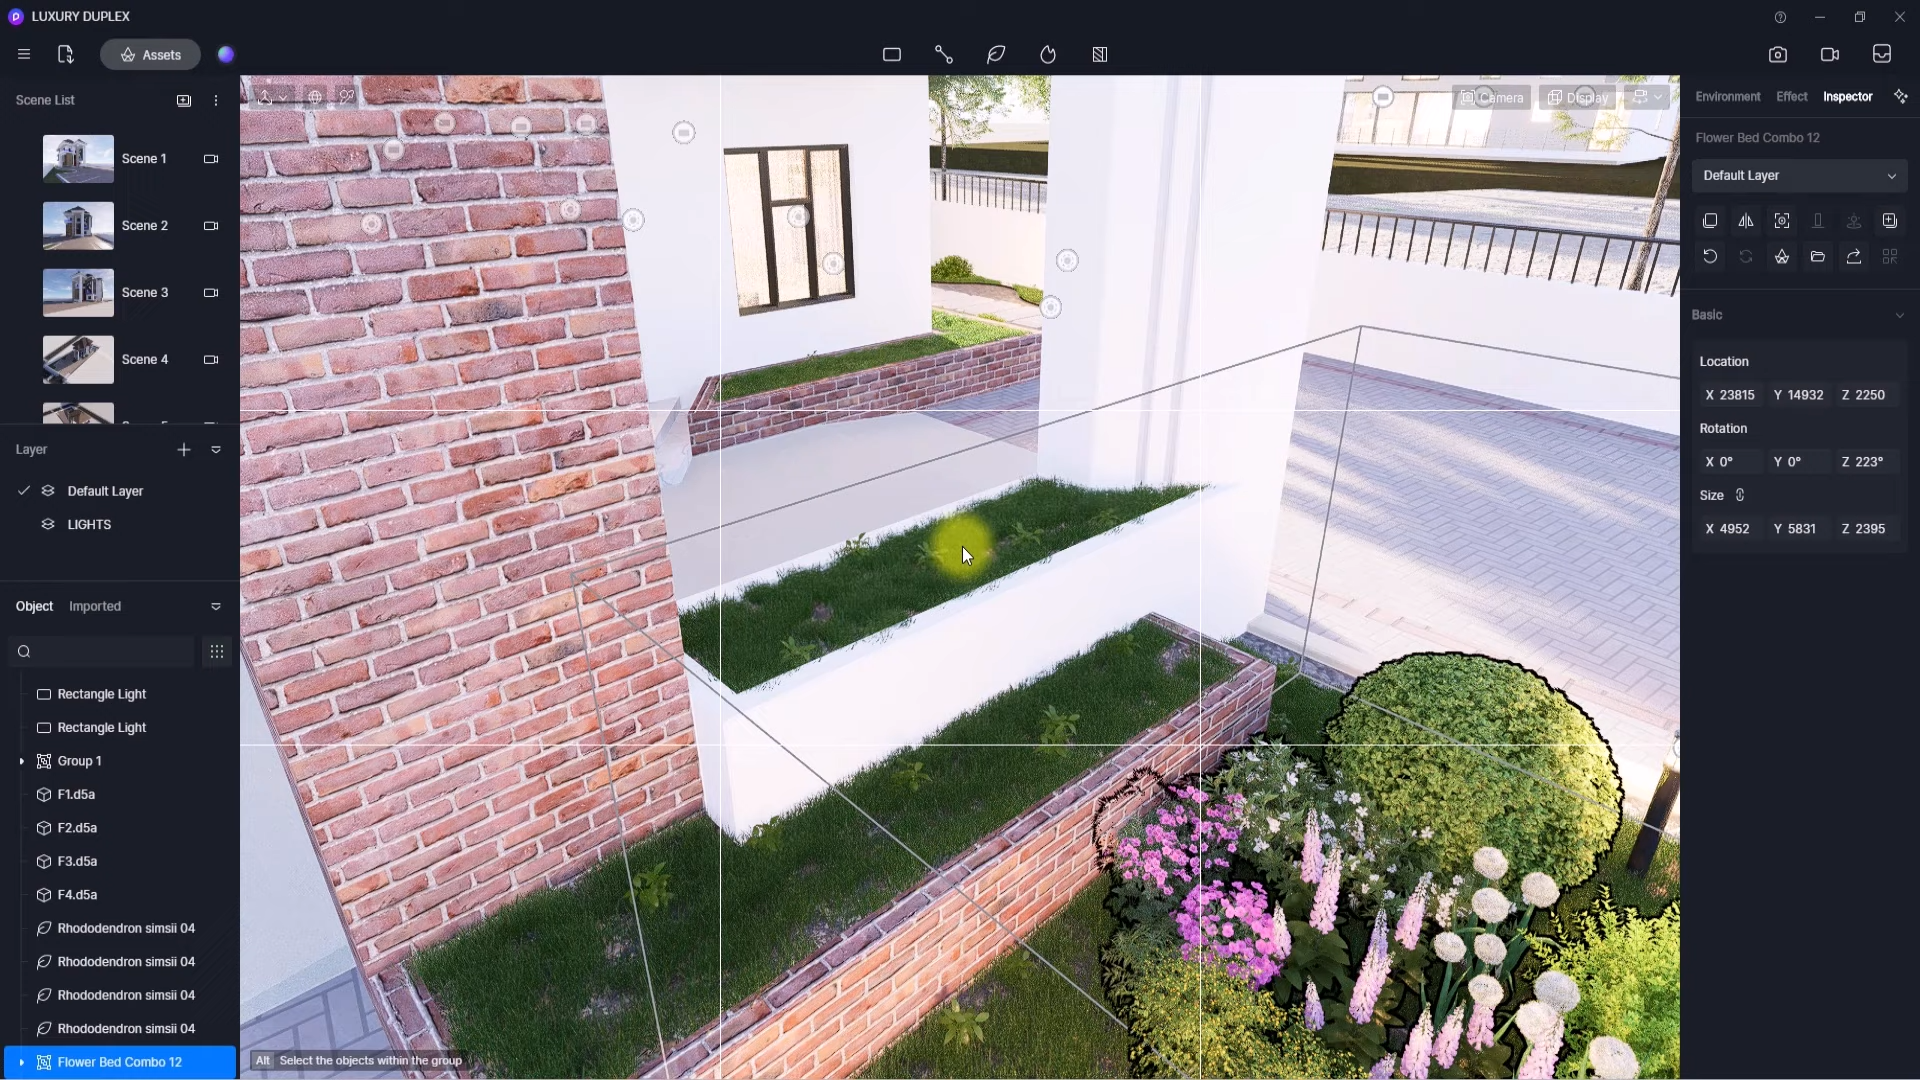 LUXURY DUPLEX
Assets
Scene List
Scene 1
Scene 2
Scene 3
Scene 4
Layer
Default Layer
LIGHTS
Object Imported
Rectangle Light
Rectangle Light
Group 1
F1.d5a
F2.d5a
F3.d5a
F4.d5a
Rhododendron simsii 04
Rhododendron simsii 04
Rhododendron simsii 04
Rhododendron simsii 04
Flower Bed Combo 12
Camera Display
Alt Select the objects within the group
Environment Effect Inspector
Flower Bed Combo 12
Default Layer
Basic
Location
X 23815 Y 14932 Z 2250
Rotation
X 0° Y 0° Z 223°
Size
X 4952 Y 5831 Z 2395